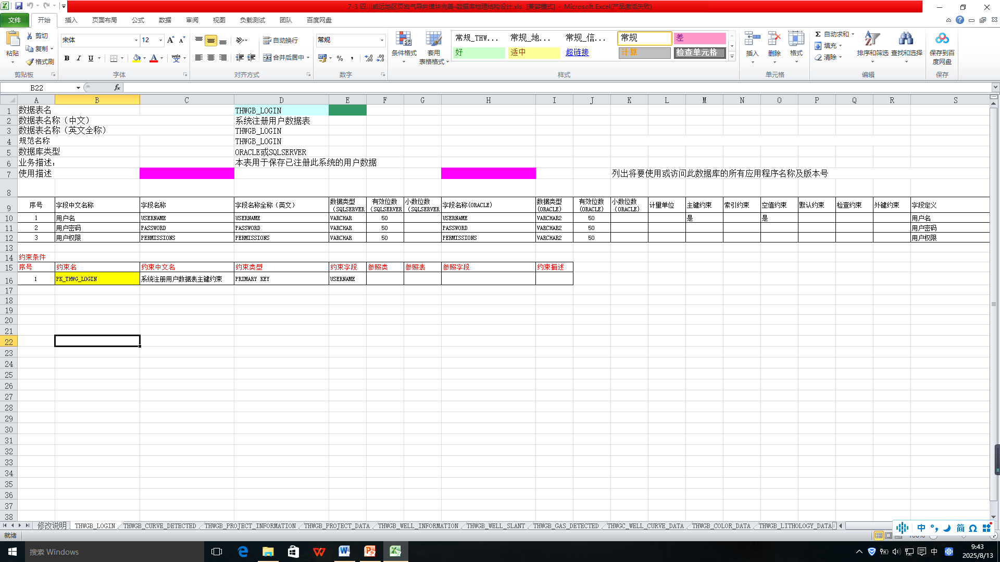 7-3 四川威远地区页岩气导向模块完善-数据库物理结构设计.xls [兼容模式] - Microsoft Excel(产品激活失败)
文件 开始 插入 页面布局 公式 数据 审阅 视图 负载测试 团队 百度网盘
粘贴 剪切 复制 格式刷 剪贴板
宋体 12 B I U 字体
自动换行 合并后居中 对齐方式
常规 % , 数字
条件格式 套用表格格式
常规_THW... 常规_地... 常规_信... 常规 差
好 适中 超链接 计算 检查单元格
样式
插入 删除 格式 单元格
Σ 自动求和 填充 清除 排序和筛选 查找和选择 编辑
保存到百度网盘 保存
B22 fx
A B C D E F G H I J K L M N O P Q R S
1 数据表名 THWGB_LOGIN
2 数据表名称（中文） 系统注册用户数据表
3 数据表名称（英文全称） THWGB_LOGIN
4 规范名称 THWGB_LOGIN
5 数据库类型 ORACLE或SQLSERVER
6 业务描述: 本表用于保存已注册此系统的用户数据
7 使用描述 列出将要使用或访问此数据库的所有应用程序名称及版本号
8
9 序号 字段中文名称 字段名称 字段名称全称（英文） 数据类型（SQLSERVER 有效位数（SQLSERVER 小数位数（SQLSERVER 字段名称(ORACLE) 数据类型(ORACLE) 有效位数(ORACLE) 小数位数（ORACLE） 计量单位 主键约束 索引约束 空值约束 默认约束 检查约束 外键约束 字段定义
10 1 用户名 USERNAME USERNAME VARCHAR 50 USERNAME VARCHAR2 50 是 是 用户名
11 2 用户密码 PASSWORD PASSWORD VARCHAR 50 PASSWORD VARCHAR2 50 用户密码
12 3 用户权限 PERMISSIONS PERMISSIONS VARCHAR 50 PERMISSIONS VARCHAR2 50 用户权限
13
14 约束条件
15 序号 约束名 约束中文名 约束类型 约束字段 参照类 参照表 参照字段 约束描述
16 1 PK_THWG_LOGIN 系统注册用户数据表主键约束 PRIMARY KEY USERNAME
17
18
19
20
21
22
23
24
25
26
27
28
29
30
31
32
33
34
35
36
37
38
修改说明 THWGB_LOGIN THWGB_CURVE_DETECTED THWGB_PROJECT_INFORMATION THWGB_PROJECT_DATA THWGB_WELL_INFORMATION THWGB_WELL_SLANT THWGB_GAS_DETECTED THWGC_WELL_CURVE_DATA THWGB_COLOR_DATA THWGB_LITHOLOGY_DATA
中 简
就绪
搜索 Windows
中
9:43
2025/8/13